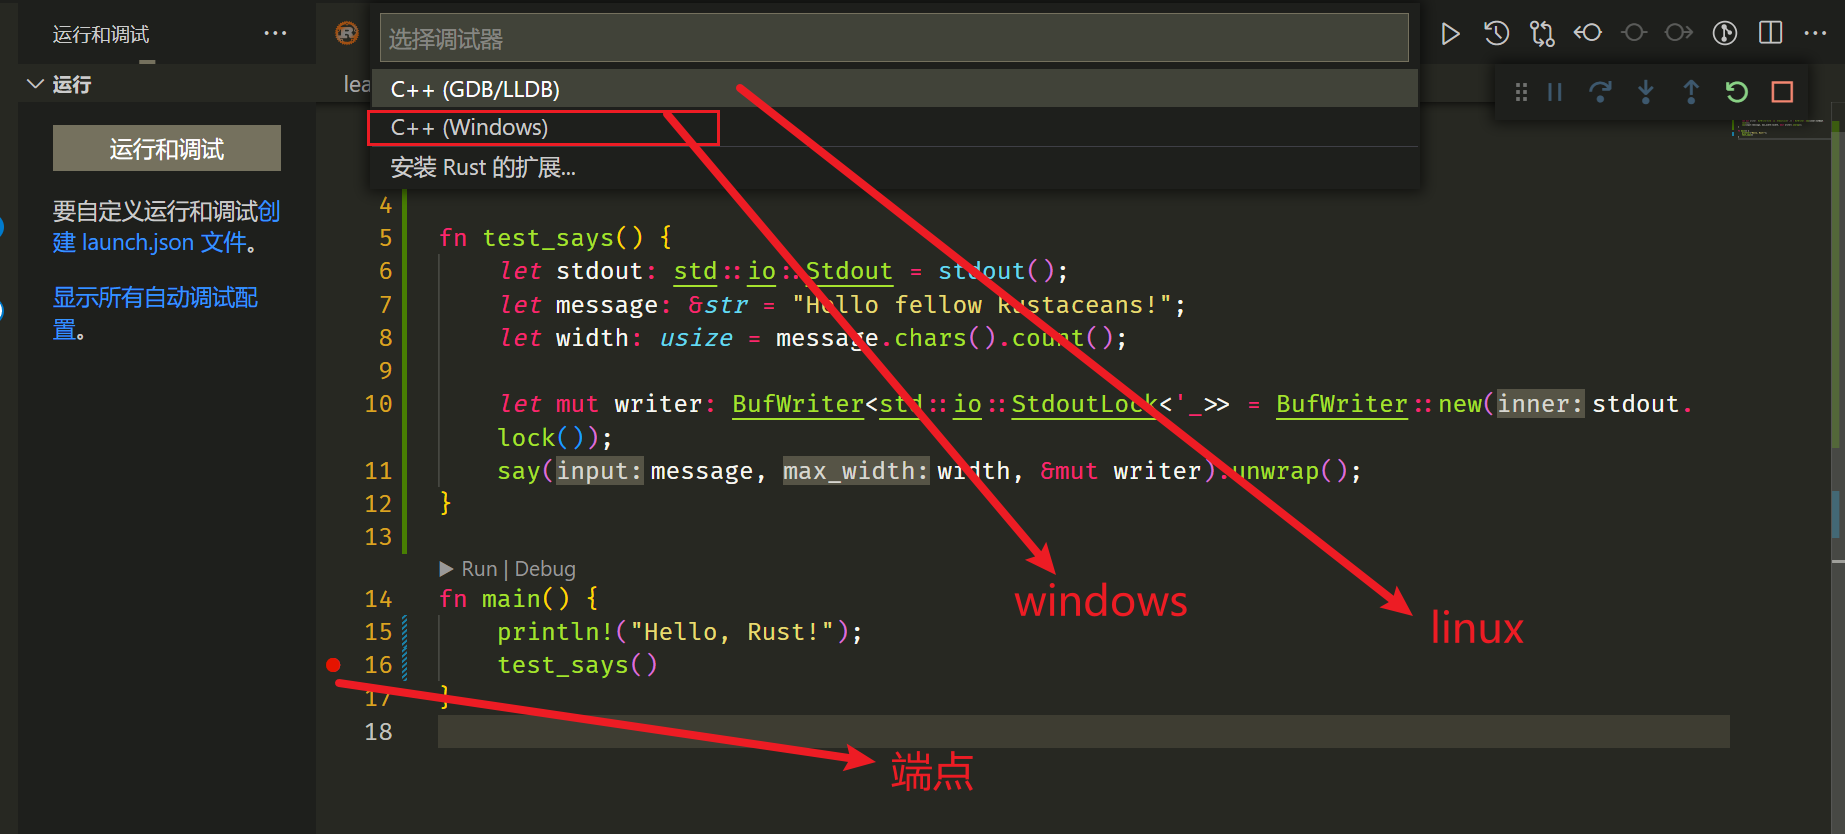 运行和调试 ···
选择调试器
运行
lea
C++ (GDB/LLDB)
C++ (Windows)
安装 Rust 的扩展...
运行和调试
要自定义运行和调试创
建 launch.json 文件。
显示所有自动调试配
置。
4
5 fn test_says() {
6 let stdout: std::io::Stdout = stdout();
7 let message: &str = "Hello fellow Rustaceans!";
8 let width: usize = message.chars().count();
9
10 let mut writer: BufWriter<std::io::StdoutLock<'_>> = BufWriter::new(inner: stdout.
lock());
11 say(input: message, max_width: width, &mut writer).unwrap();
12 }
13
Run | Debug
14 fn main() {
15 println!("Hello, Rust!");
16 test_says()
17 }
18
windows
linux
端点